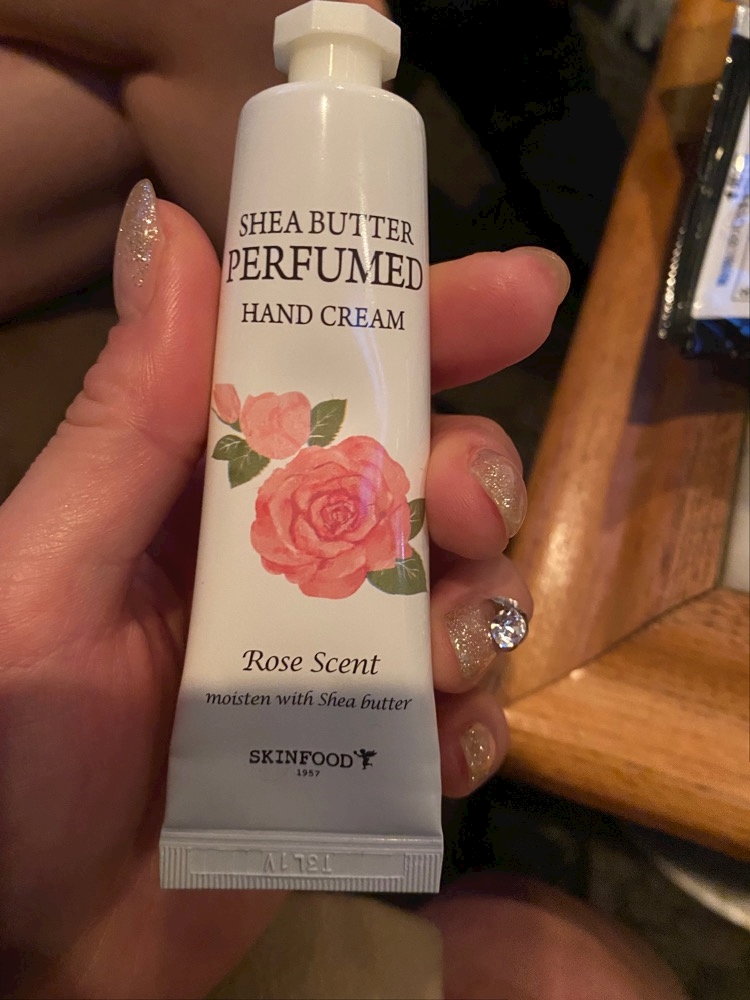 SHEA BUTTER
PERFUMED
HAND CREAM
Rose Scent
moisten with Shea butter
SKINFOOD
1957